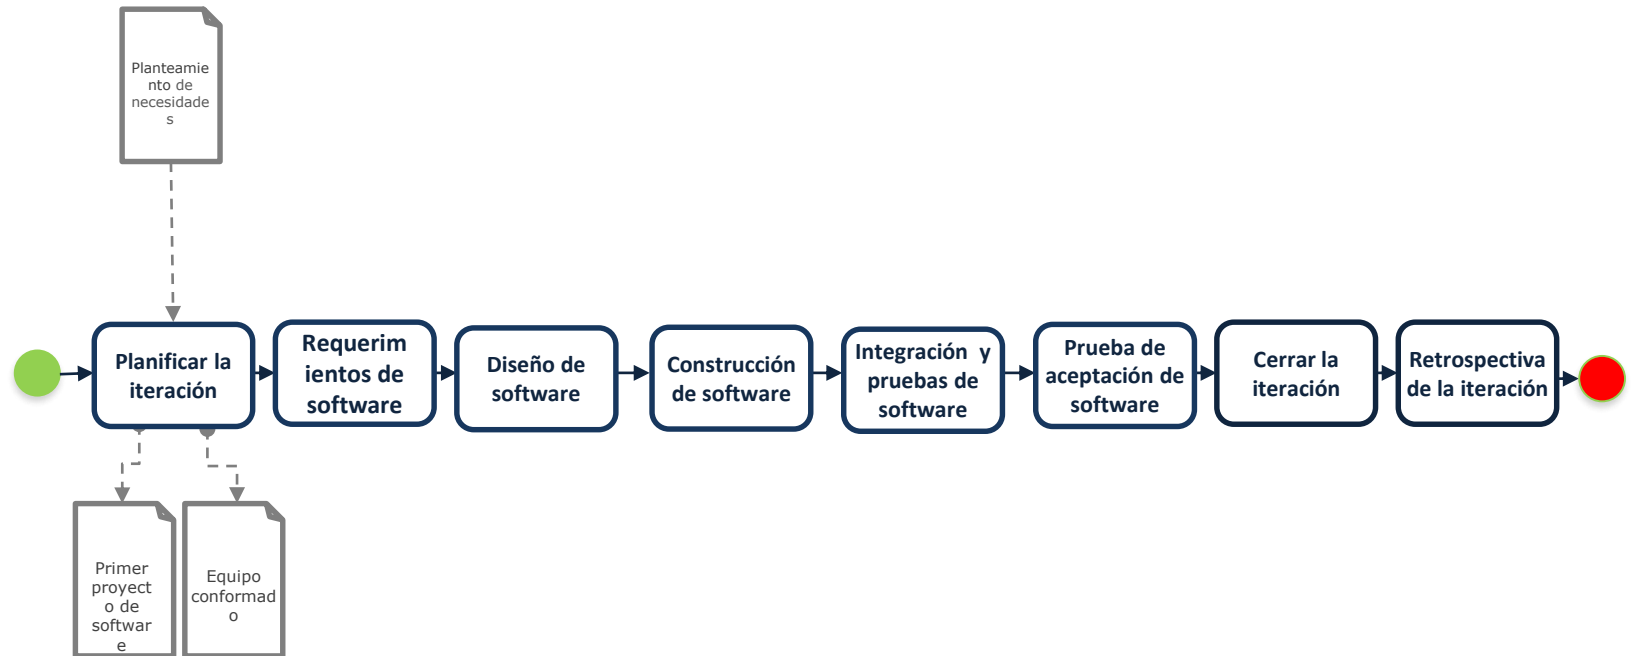 Planteamie
nto de
necesidade
s
Planificar la
iteración
Requerim
ientos de
software
Diseño de
software
Construcción
de software
Integración y
pruebas de
software
Prueba de
aceptación de
software
Cerrar la
iteración
Retrospectiva
de la iteración
Primer
proyect
o de
softwar
e
Equipo
conformad
o